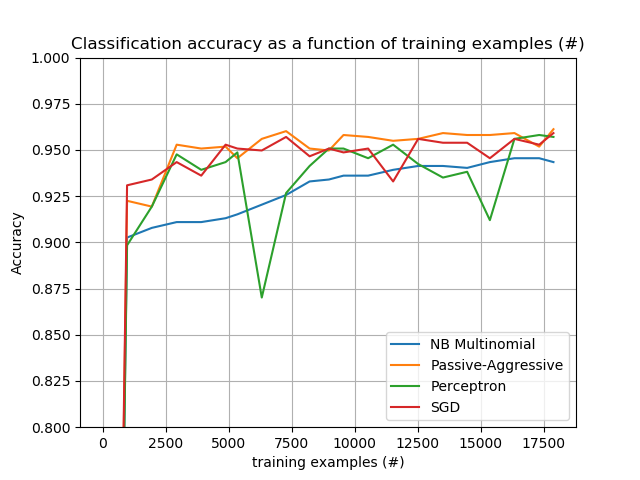 Classification accuracy as a function of training examples (#)
1.000
0.975
0.950
0.925
0.900
0.875
0.850
0.825
0.800
Accuracy
NB Multinomial
Passive-Aggressive
Perceptron
SGD
0 2500 5000 7500 10000 12500 15000 17500
training examples (#)